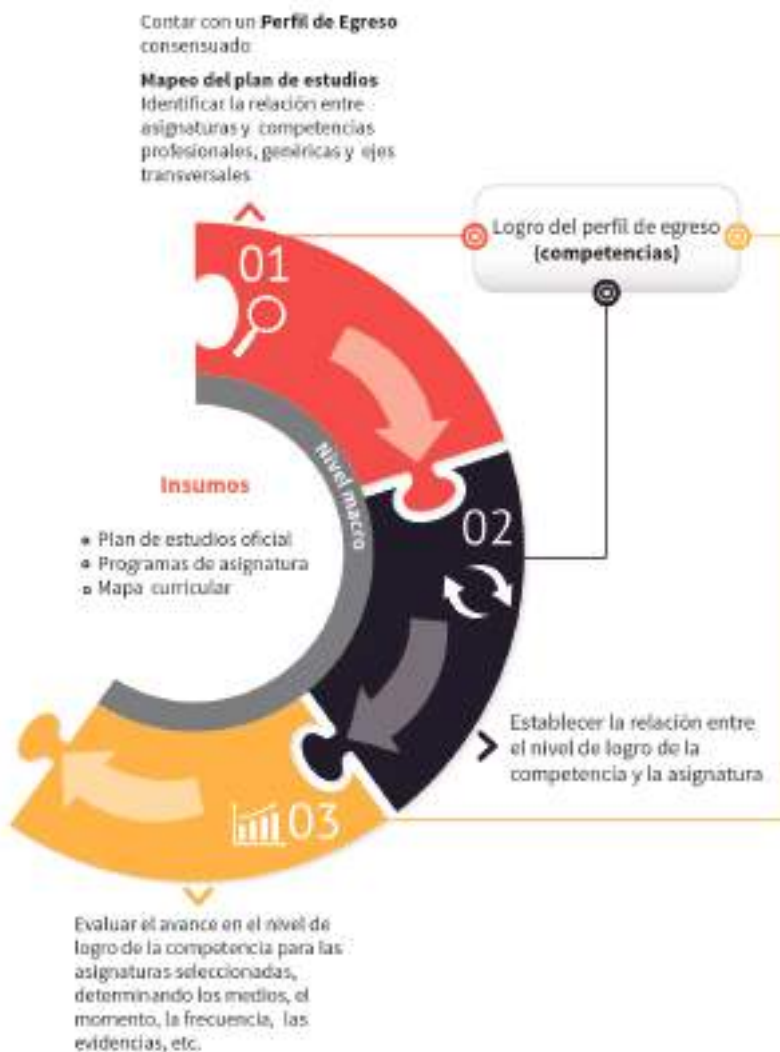 Contar con un Perfil de Egreso
consensuado
Mapeo del plan de estudios
Identificar la relación entre
asignaturas y competencias
profesionales, genéricas y ejes
transversales
Logro del perfil de egreso
(competencias)
01
Nivel macro
Insumos
Plan de estudios oficial
Programas de asignatura
Mapa curricular
02
Establecer la relación entre
el nivel de logro de la
competencia y la asignatura
03
Evaluar el avance en el nivel de
logro de la competencia para las
asignaturas seleccionadas,
determinando los medios, el
momento, la frecuencia, las
evidencias, etc.